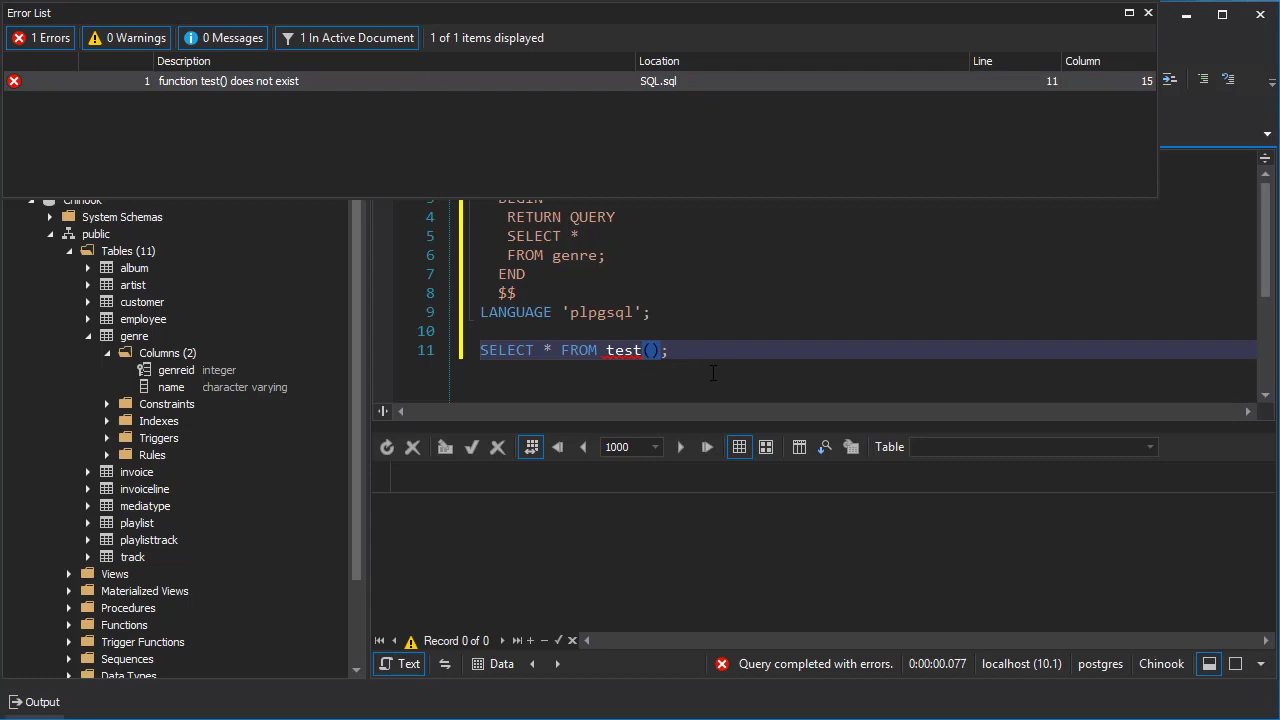 Error List
1 Errors
0 Warnings
0 Messages
1 In Active Document
1 of 1 items displayed
Description Location Line Column
1 function test() does not exist SQL.sql 11 15
Chinook
System Schemas
public
Tables (11)
album
artist
customer
employee
genre
Columns (2)
genreid integer
name character varying
Constraints
Indexes
Triggers
Rules
invoice
invoiceline
mediatype
playlist
playlisttrack
track
Views
Materialized Views
Procedures
Functions
Trigger Functions
Sequences
Data Types
3 BEGIN
4 RETURN QUERY
5 SELECT *
6 FROM genre;
7 END
8 $$
9 LANGUAGE 'plpgsql';
10
11 SELECT * FROM test();
1000
Table
Record 0 of 0
Text
Data
Query completed with errors.
0:00:00.077
localhost (10.1)
postgres
Chinook
Output